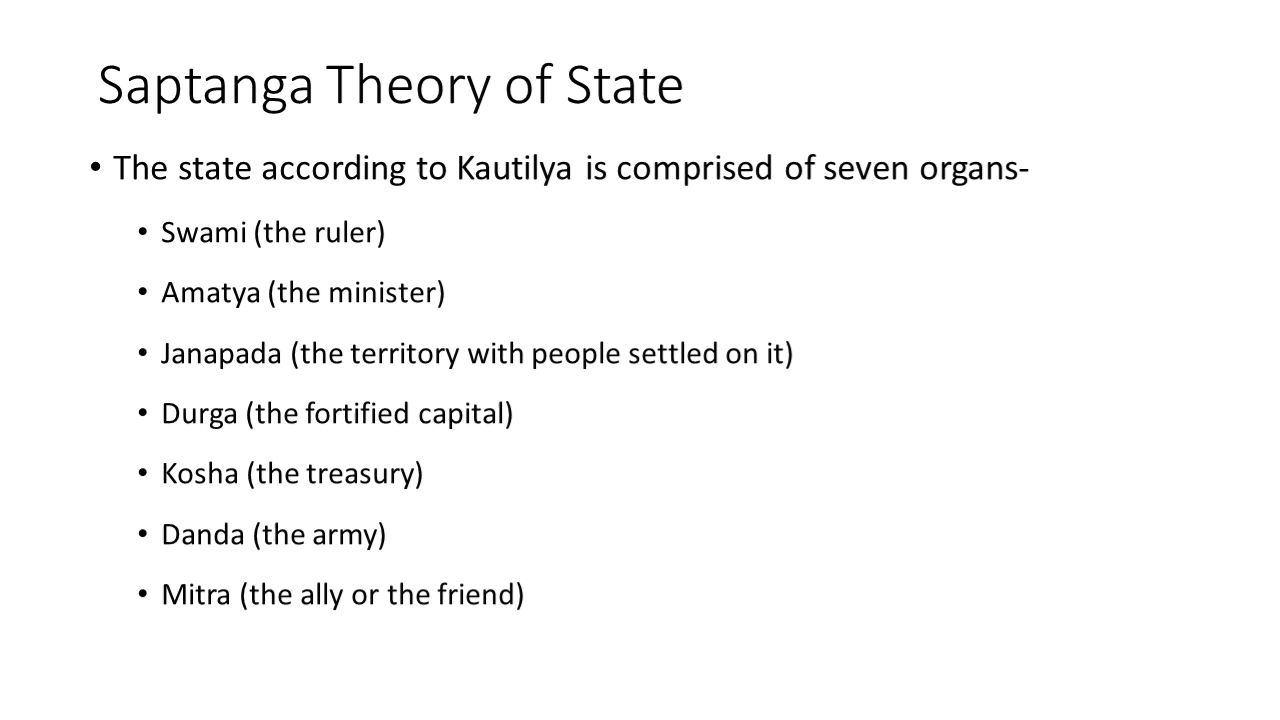 Saptanga Theory of State
• The state according to Kautilya is comprised of seven organs-
• Swami (the ruler)
• Amatya (the minister)
• Janapada (the territory with people settled on it)
• Durga (the fortified capital)
• Kosha (the treasury)
• Danda (the army)
• Mitra (the ally or the friend)